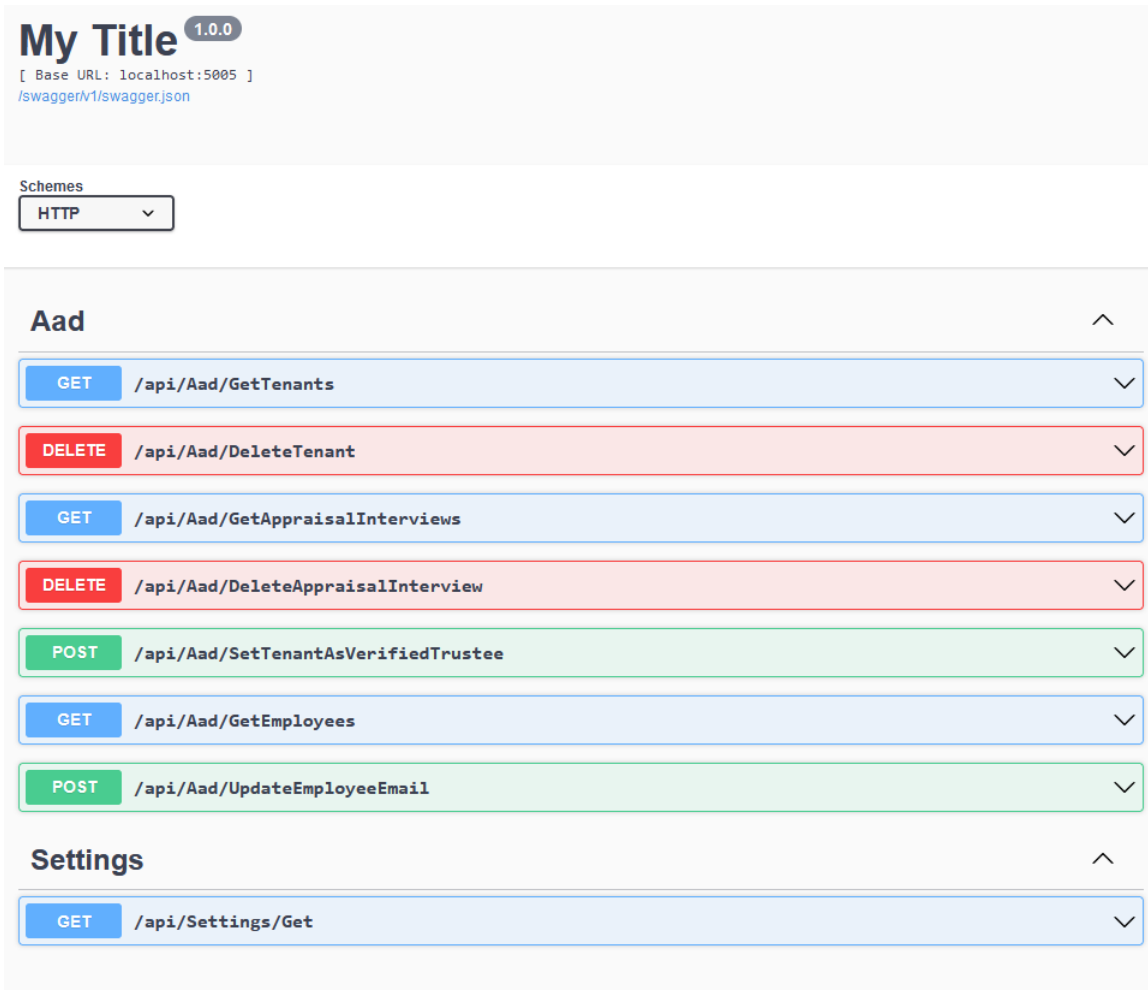 My Title 1.0.0
[ Base URL: localhost:5005 ]
/swagger/v1/swagger.json
Schemes
HTTP
Aad
GET /api/Aad/GetTenants
DELETE /api/Aad/DeleteTenant
GET /api/Aad/GetAppraisalInterviews
DELETE /api/Aad/DeleteAppraisalInterview
POST /api/Aad/SetTenantAsVerifiedTrustee
GET /api/Aad/GetEmployees
POST /api/Aad/UpdateEmployeeEmail
Settings
GET /api/Settings/Get